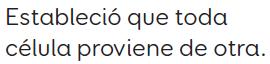 Estableció que toda
célula proviene de otra.